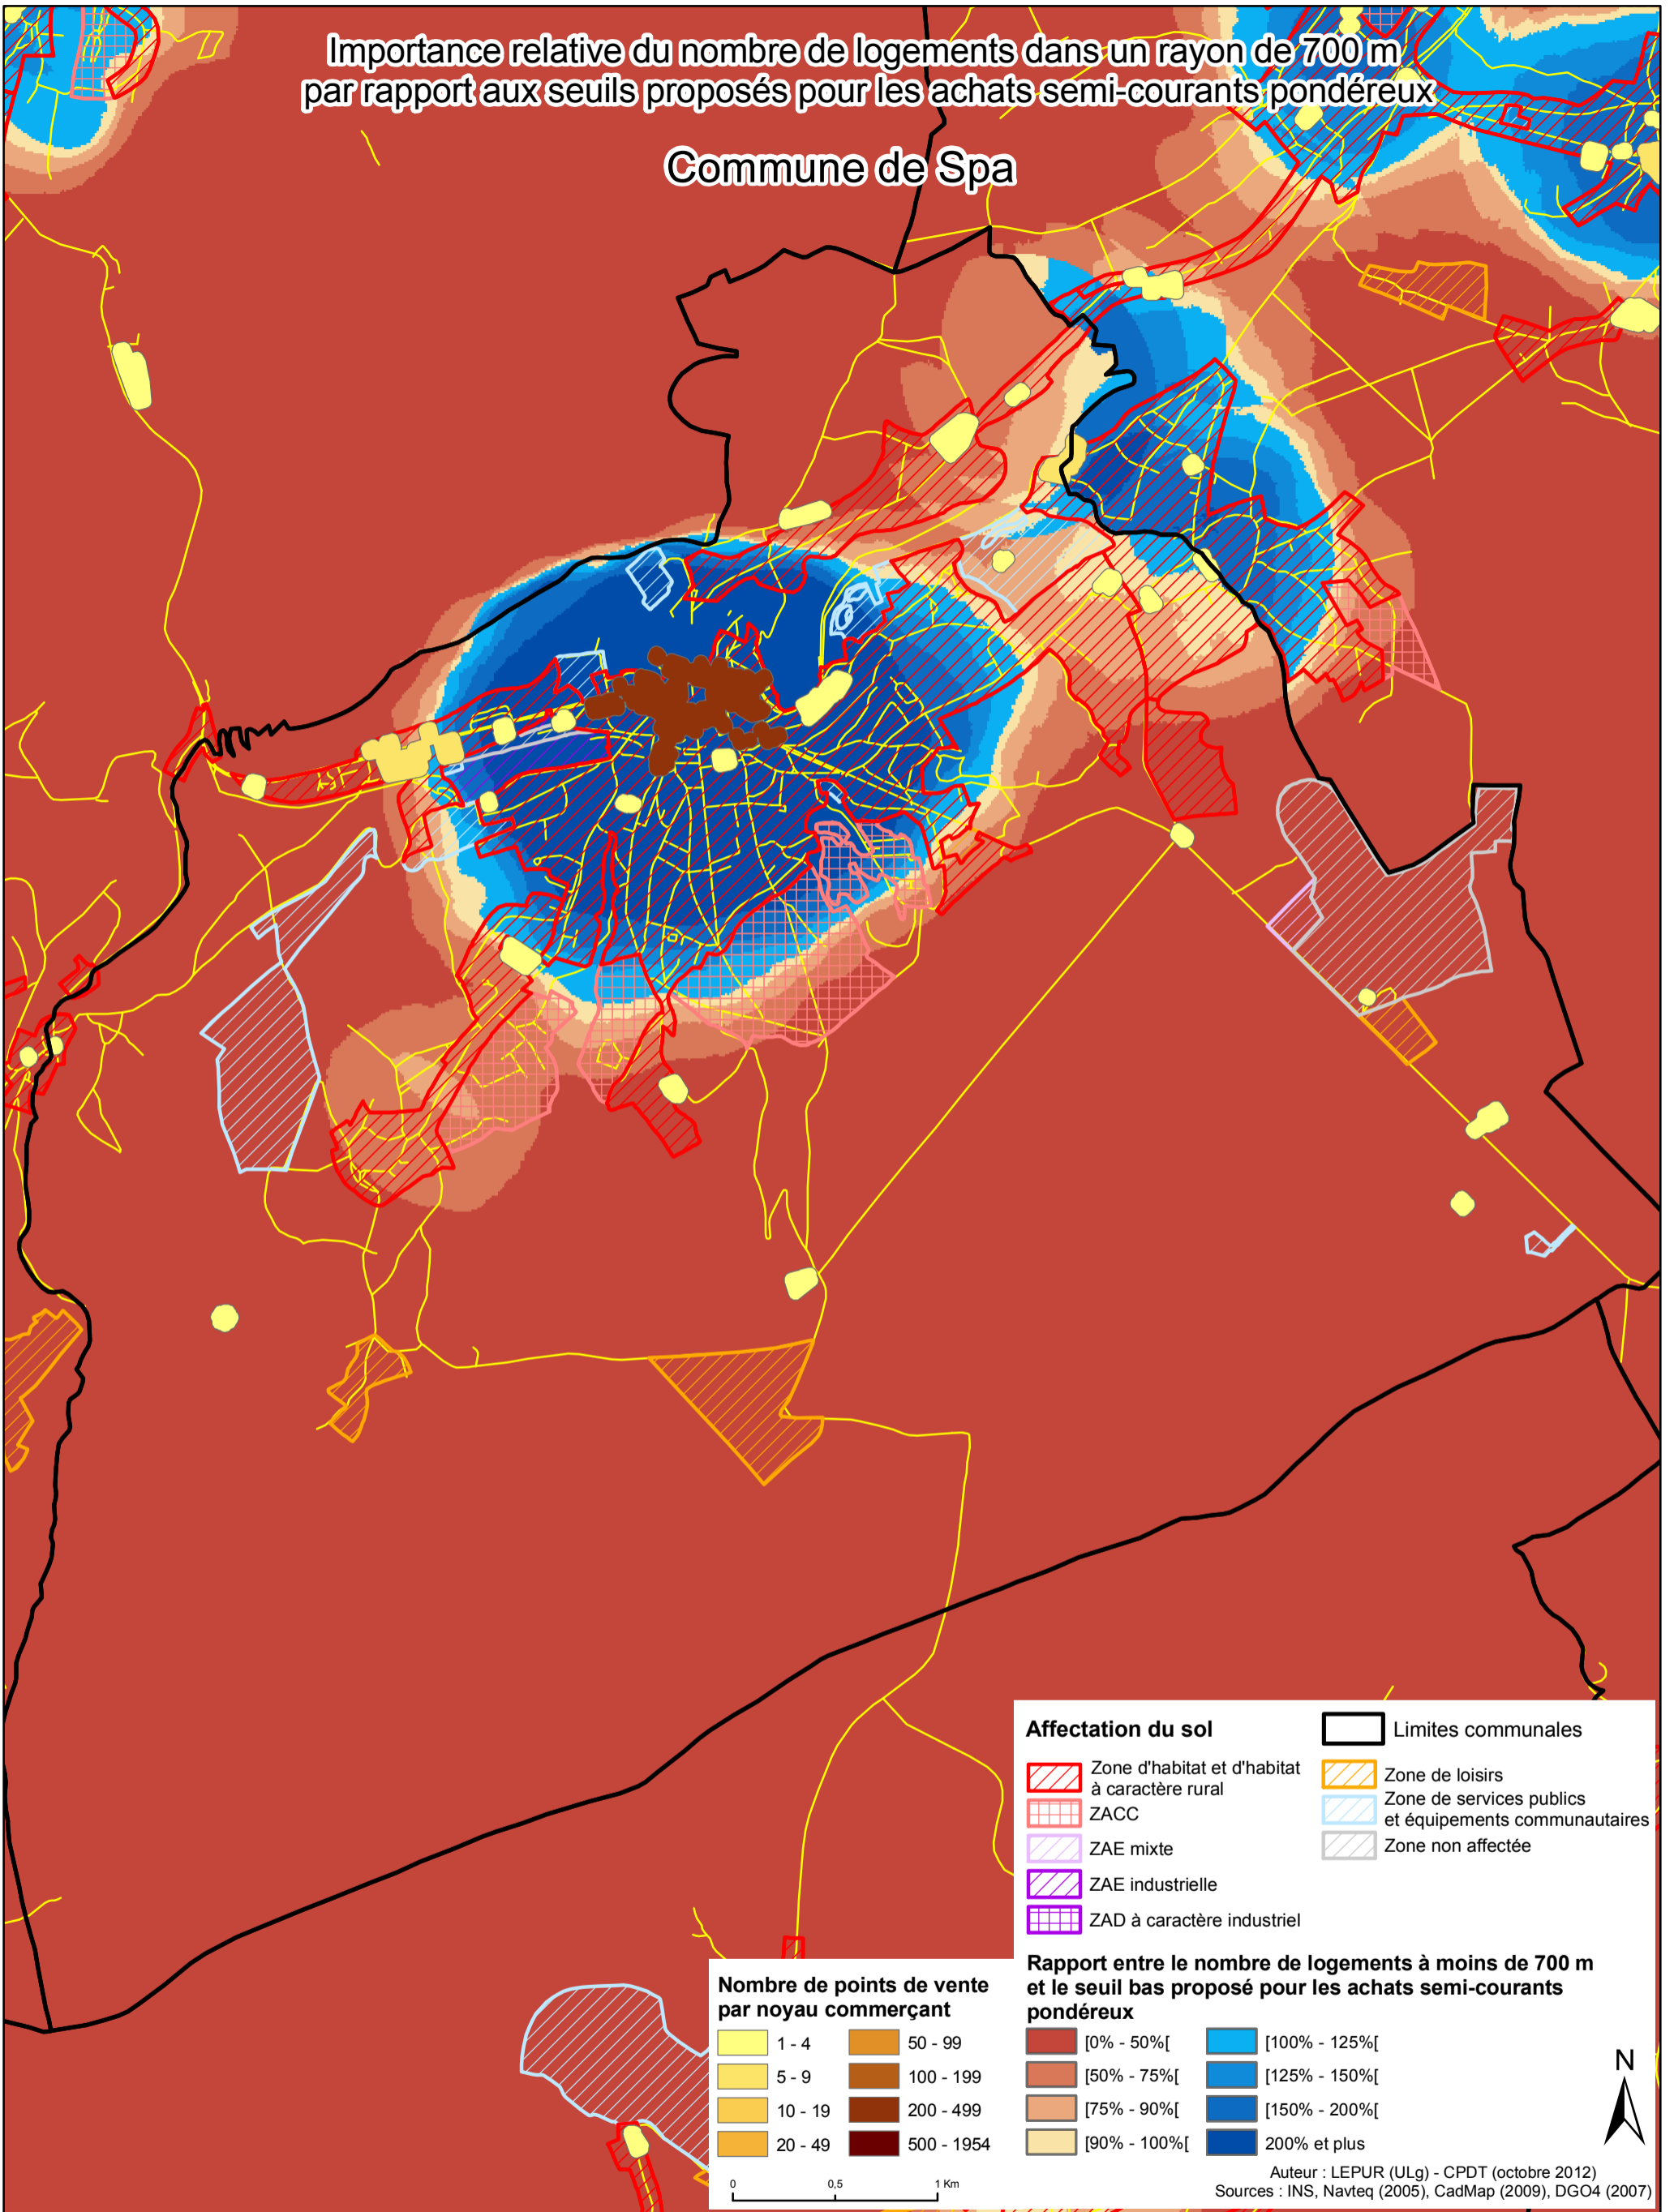 Importance relative du nombre de logements dans un rayon de 700 m
par rapport aux seuils proposés pour les achats semi-courants pondéreux
Commune de Spa
Affectation du sol
Zone d'habitat et d'habitat
à caractère rural
ZACC
ZAE mixte
ZAE industrielle
ZAD à caractère industriel
Limites communales
Zone de loisirs
Zone de services publics
et équipements communautaires
Zone non affectée
Nombre de points de vente
par noyau commerçant
1 - 4
5 - 9
10 - 19
20 - 49
50 - 99
100 - 199
200 - 499
500 - 1954
Rapport entre le nombre de logements à moins de 700 m
et le seuil bas proposé pour les achats semi-courants
pondéreux
[0% - 50%[
[50% - 75%[
[75% - 90%[
[90% - 100%[
[100% - 125%[
[125% - 150%[
[150% - 200%[
200% et plus
N
0 0,5 1 Km
Auteur : LEPUR (ULg) - CPDT (octobre 2012)
Sources : INS, Navteq (2005), CadMap (2009), DGO4 (2007)